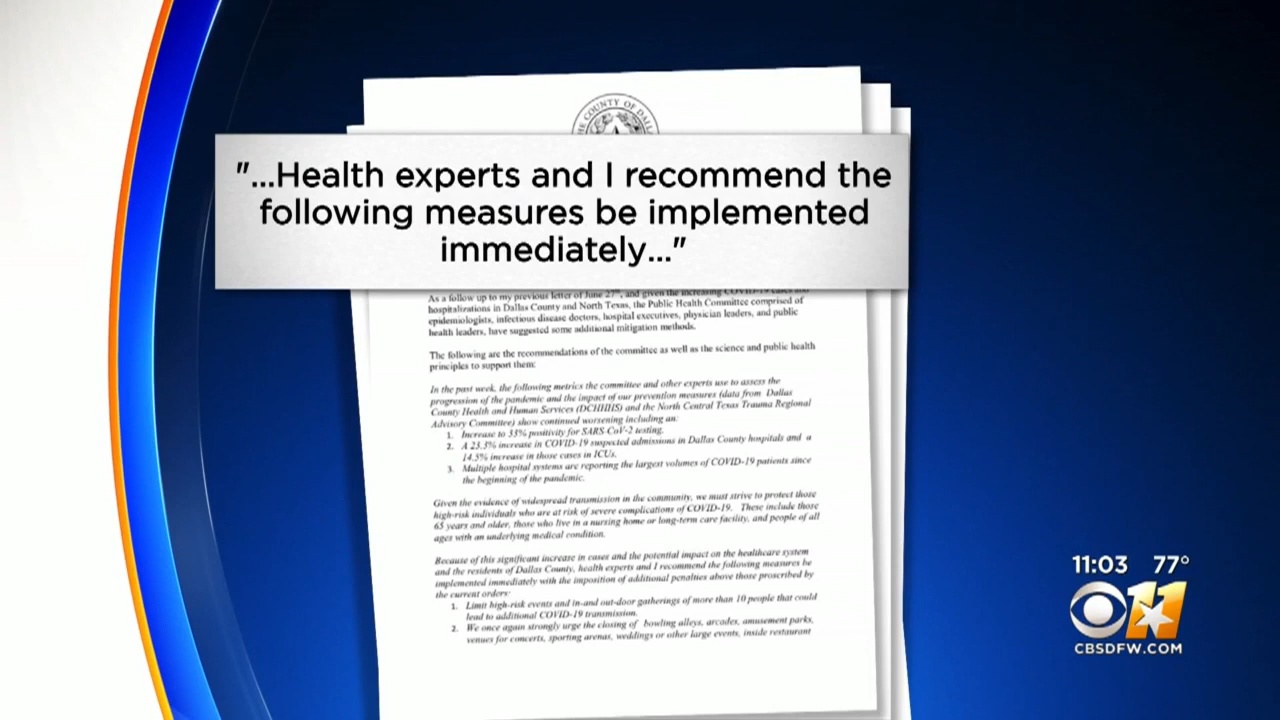 THE COUNTY OF DALL
"...Health experts and I recommend the
following measures be implemented
immediately..."
As a follow up to my previous letter of June 27th, and given the increasing COVID-19 cases and
hospitalizations in Dallas County and North Texas, the Public Health Committee comprised of
epidemiologists, infectious disease doctors, hospital executives, physician leaders, and public
health leaders, have suggested some additional mitigation methods.
The following are the recommendations of the committee as well as the science and public health
principles to support them:
In the past week, the following metrics the committee and other experts use to assess the
progression of the pandemic and the impact of our prevention measures (data from Dallas
County Health and Human Services (DCHHS) and the North Central Texas Trauma Regional
Advisory Committee) show continued worsening including an:
1. Increase to 33% positivity for SARS-CoV-2 testing.
2. A 23.3% increase in COVID-19 suspected admissions in Dallas County hospitals and a
14.5% increase in those cases in ICUs.
3. Multiple hospital systems are reporting the largest volumes of COVID-19 patients since
the beginning of the pandemic.
Given the evidence of widespread transmission in the community, we must strive to protect those
high-risk individuals who are at risk of severe complications of COVID-19. These include those
65 years and older, those who live in a nursing home or long-term care facility, and people of all
ages with an underlying medical condition.
Because of this significant increase in cases and the potential impact on the healthcare system
and the residents of Dallas County, health experts and I recommend the following measures be
implemented immediately with the imposition of additional penalties above those proscribed by
the current orders:
1. Limit high-risk events and in-and out-door gatherings of more than 10 people that could
lead to additional COVID-19 transmission.
2. We once again strongly urge the closing of bowling alleys, arcades, amusement parks,
venues for concerts, sporting arenas, weddings or other large events, inside restaurant
11:03 77°
11
CBSDFW.COM